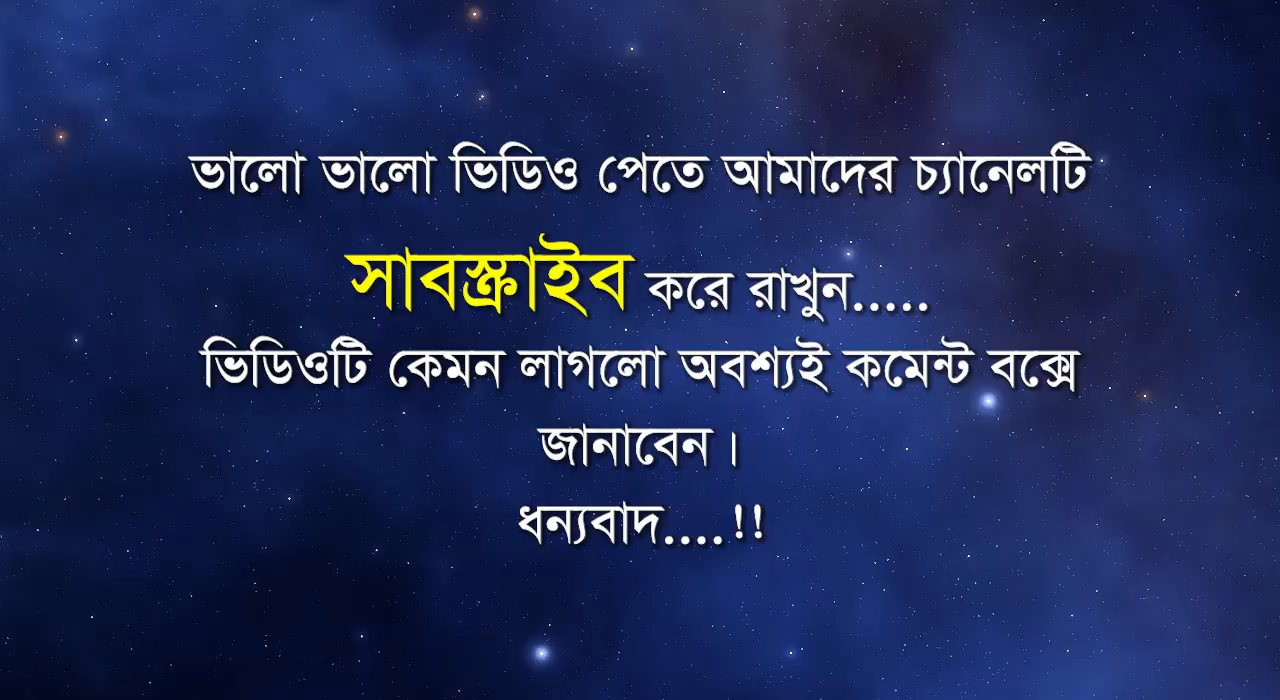 ভালো ভালো ভিডিও পেতে আমাদের চ্যানেলটি
সাবস্ক্রাইব করে রাখুন.....
ভিডিওটি কেমন লাগলো অবশ্যই কমেন্ট বক্সে
জানাবেন।
ধন্যবাদ....!!